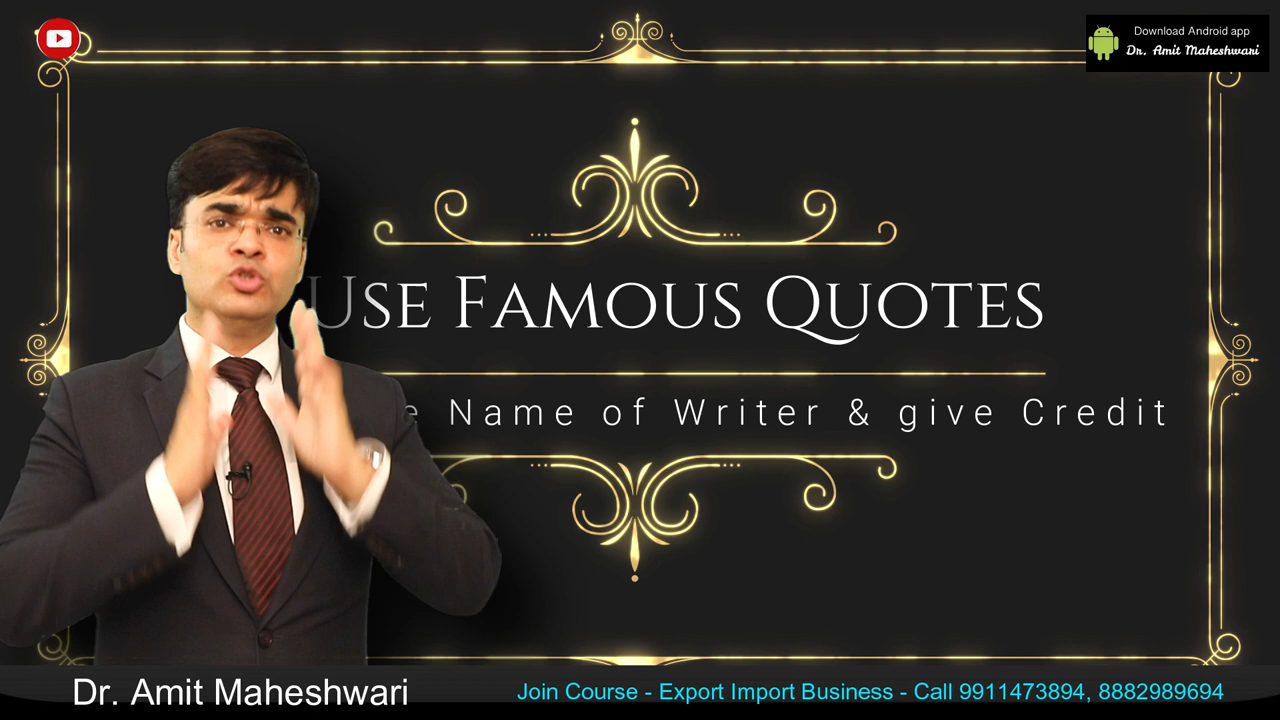 Download Android app
Dr. Amit Maheshwari
Use Famous Quotes
Name of Writer & give Credit
Dr. Amit Maheshwari
Join Course - Export Import Business - Call 9911473894, 8882989694